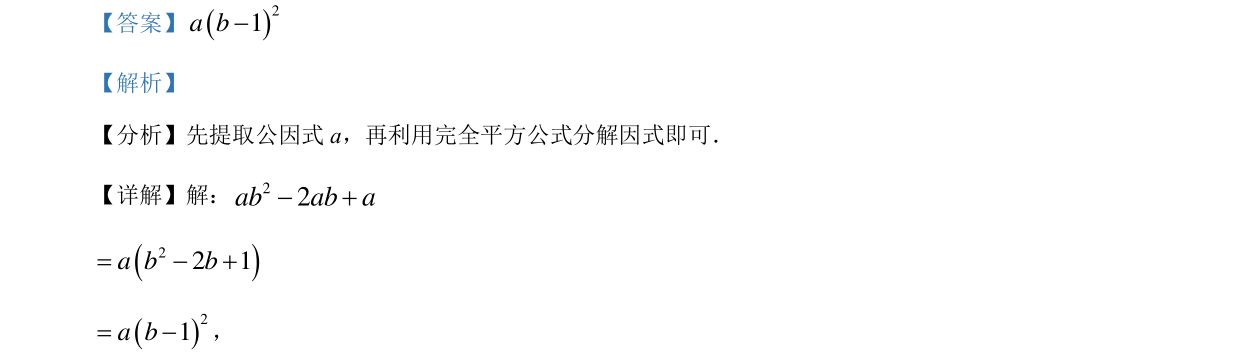 【答案】a(b−1)²
【解析】
【分析】先提取公因式 a，再利用完全平方公式分解因式即可．
【详解】解：ab²−2ab+a
=a(b²−2b+1)
=a(b−1)²，